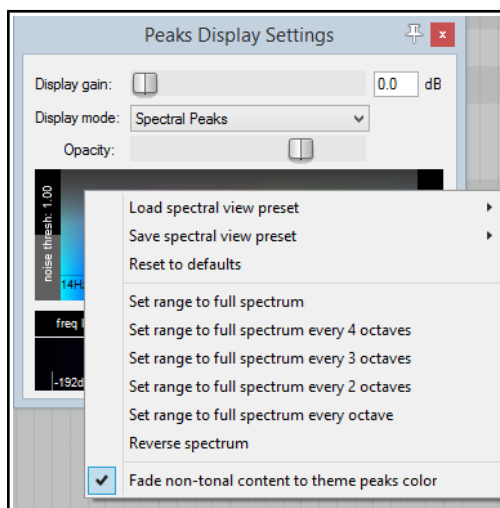 Peaks Display Settings
Display gain: 0.0 dB
Display mode: Spectral Peaks
Opacity:
noise thresh: 1.00
14Hz
Load spectral view preset
Save spectral view preset
Reset to defaults
Set range to full spectrum
Set range to full spectrum every 4 octaves
Set range to full spectrum every 3 octaves
Set range to full spectrum every 2 octaves
Set range to full spectrum every octave
Reverse spectrum
Fade non-tonal content to theme peaks color
freq
-192d